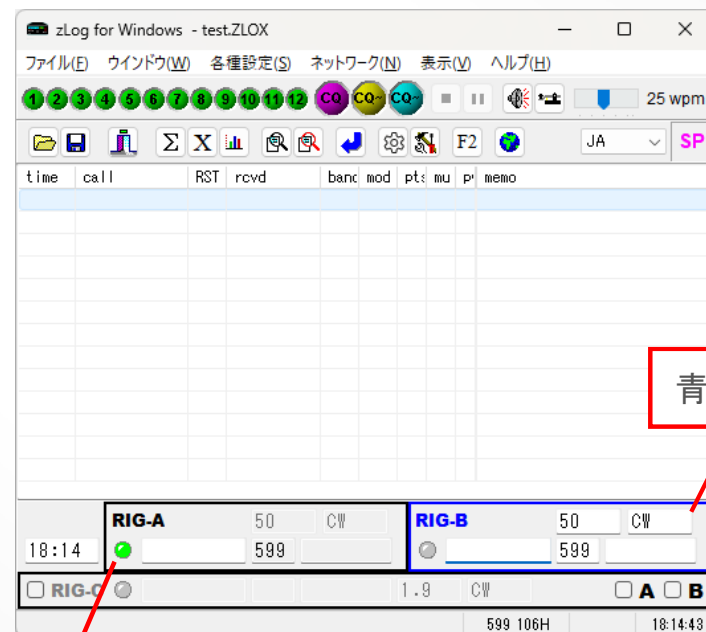 zLog for Windows - test.ZLOX
ファイル(F) ウインドウ(W) 各種設定(S) ネットワーク(N) 表示(V) ヘルプ(H)
1 2 3 4 5 6 7 8 9 10 11 12 CQ CQ~ CQ~ 25 wpm
Σ X F2 JA SP
time call RST rcvd banc mod pts mu p memo
青
RIG-A 50 CW RIG-B 50 CW
18:14 599 599
RIG-C 1.9 CW A B
599 106H 18:14:43